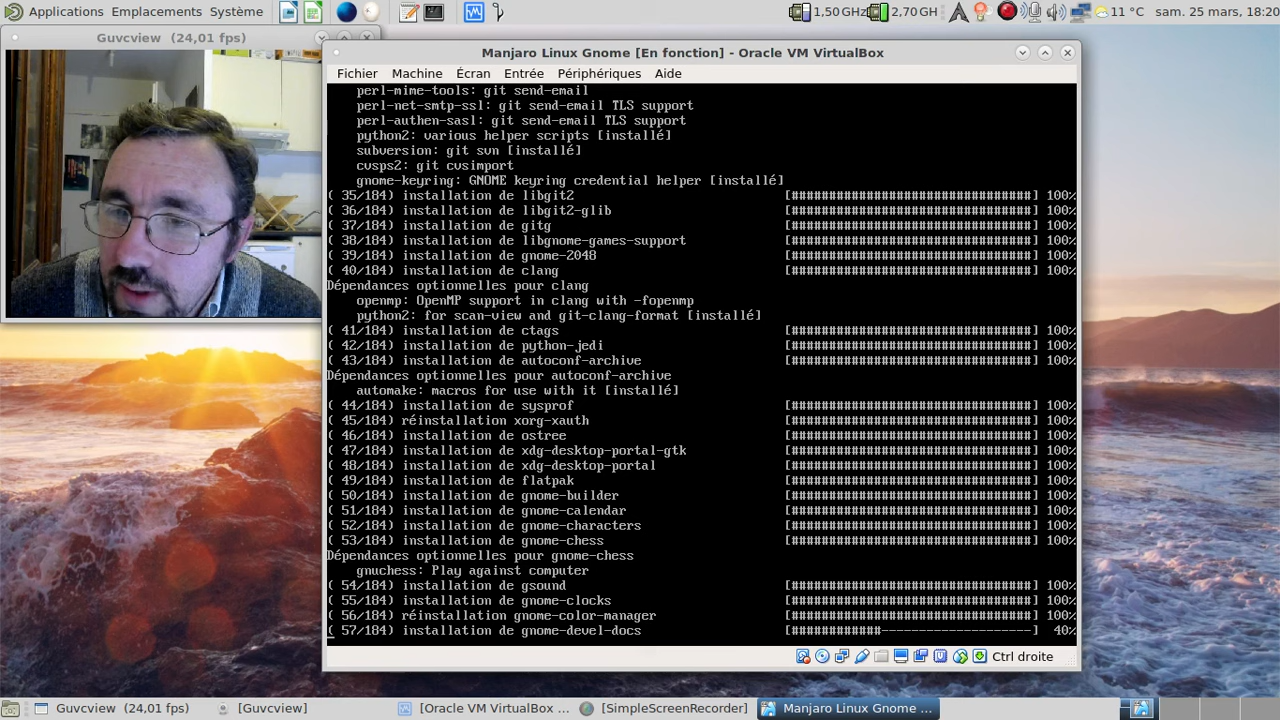 Applications Emplacements Système 1,50 GHz 2,70 GH 11 °C sam. 25 mars, 18:20
Guvcview (24,01 fps)
Manjaro Linux Gnome [En fonction] - Oracle VM VirtualBox
Fichier Machine Écran Entrée Périphériques Aide
perl-mime-tools: git send-email
perl-net-smtp-ssl: git send-email TLS support
perl-authen-sasl: git send-email TLS support
python2: various helper scripts [installé]
subversion: git svn [installé]
cvsps2: git cvsimport
gnome-keyring: GNOME keyring credential helper [installé]
( 35/184) installation de libgit2 [################################] 100%
( 36/184) installation de libgit2-glib [################################] 100%
( 37/184) installation de gitg [################################] 100%
( 38/184) installation de libgnome-games-support [################################] 100%
( 39/184) installation de gnome-2048 [################################] 100%
( 40/184) installation de clang [################################] 100%
Dépendances optionnelles pour clang
openmp: OpenMP support in clang with -fopenmp
python2: for scan-view and git-clang-format [installé]
( 41/184) installation de ctags [################################] 100%
( 42/184) installation de python-jedi [################################] 100%
( 43/184) installation de autoconf-archive [################################] 100%
Dépendances optionnelles pour autoconf-archive
automake: macros for use with it [installé]
( 44/184) installation de sysprof [################################] 100%
( 45/184) réinstallation xorg-xauth [################################] 100%
( 46/184) installation de ostree [################################] 100%
( 47/184) installation de xdg-desktop-portal-gtk [################################] 100%
( 48/184) installation de xdg-desktop-portal [################################] 100%
( 49/184) installation de flatpak [################################] 100%
( 50/184) installation de gnome-builder [################################] 100%
( 51/184) installation de gnome-calendar [################################] 100%
( 52/184) installation de gnome-characters [################################] 100%
( 53/184) installation de gnome-chess [################################] 100%
Dépendances optionnelles pour gnome-chess
gnuchess: Play against computer
( 54/184) installation de gsound [################################] 100%
( 55/184) installation de gnome-clocks [################################] 100%
( 56/184) réinstallation gnome-color-manager [################################] 100%
( 57/184) installation de gnome-devel-docs [############--------------------] 40%
Ctrl droite
Guvcview (24,01 fps) [Guvcview] [Oracle VM VirtualBox ... [SimpleScreenRecorder] Manjaro Linux Gnome ...